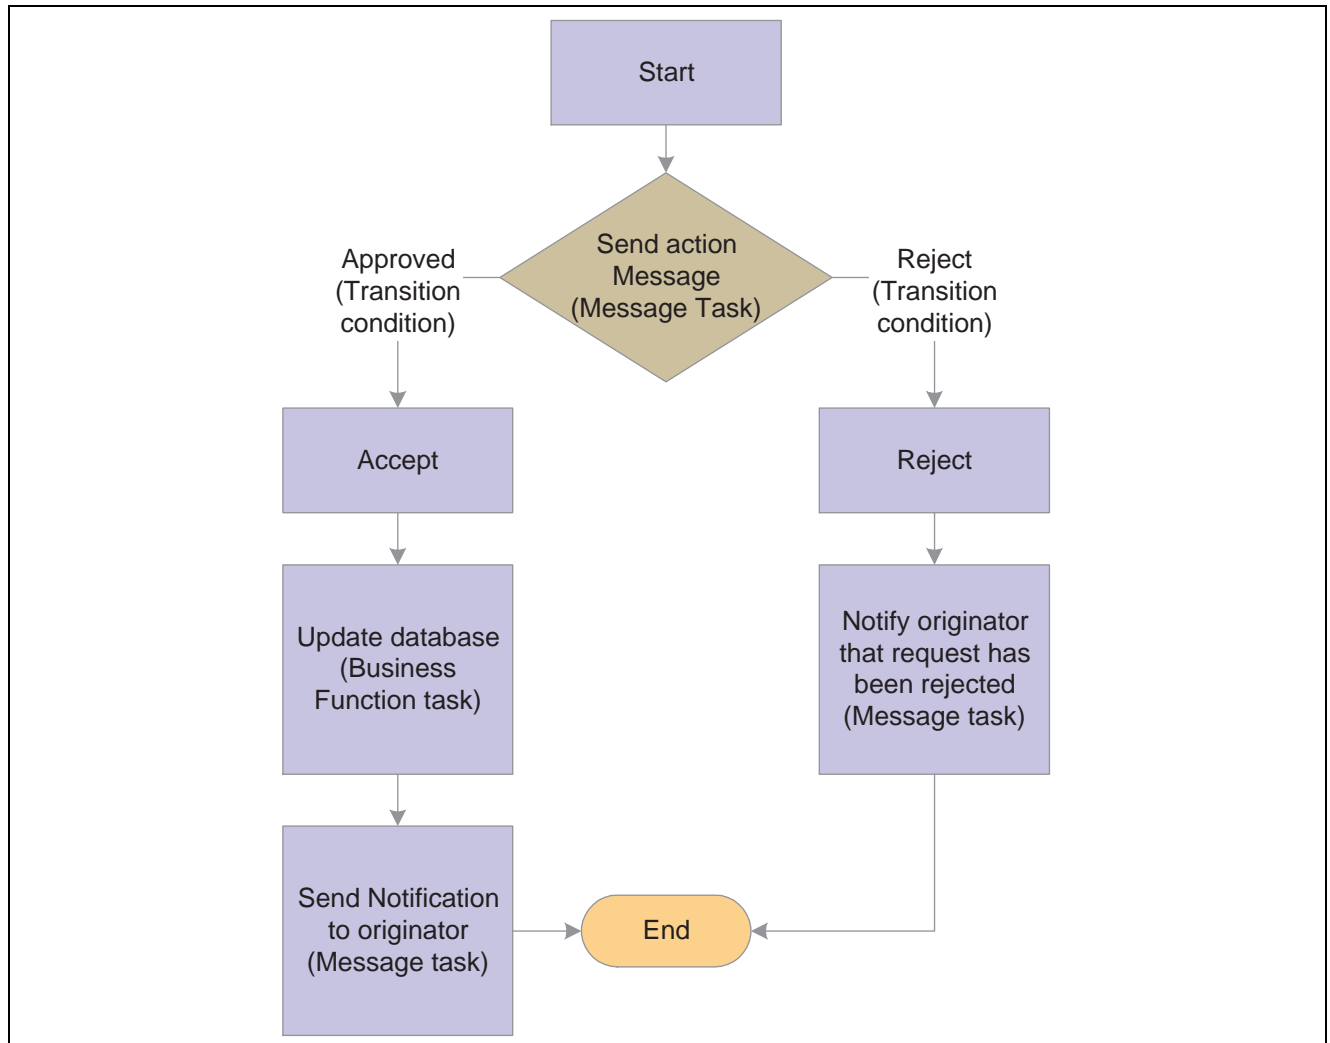 Start
Send action
Message
(Message Task)
Approved
(Transition
condition)
Reject
(Transition
condition)
Accept
Reject
Update database
(Business
Function task)
Notify originator
that request has
been rejected
(Message task)
Send Notification
to originator
(Message task)
End